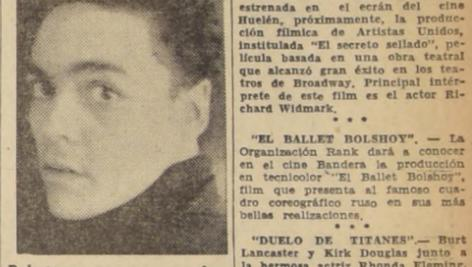 estrenada en el ecrán del cine
Huelén, próximamente, la produc-
ción fílmica de Artistas Unidos,
institulada "El secreto sellado", pe-
lícula basada en una obra teatral
que alcanzó gran éxito en los tea-
tros de Broadway. Principal intér-
prete de este film es el actor Ri-
chard Widmark.
* * *
"EL BALLET BOLSHOY". — La
Organización Rank dará a conocer
en el cine Bandera la producción
en tecnicolor "El Ballet Bolshoy",
film que presenta al famoso cua-
dro coreográfico ruso en sus más
bellas realizaciones.
* * *
"DUELO DE TITANES".— Burt
Lancaster y Kirk Douglas junto a
la hermosa actriz Rhonda Fleming,